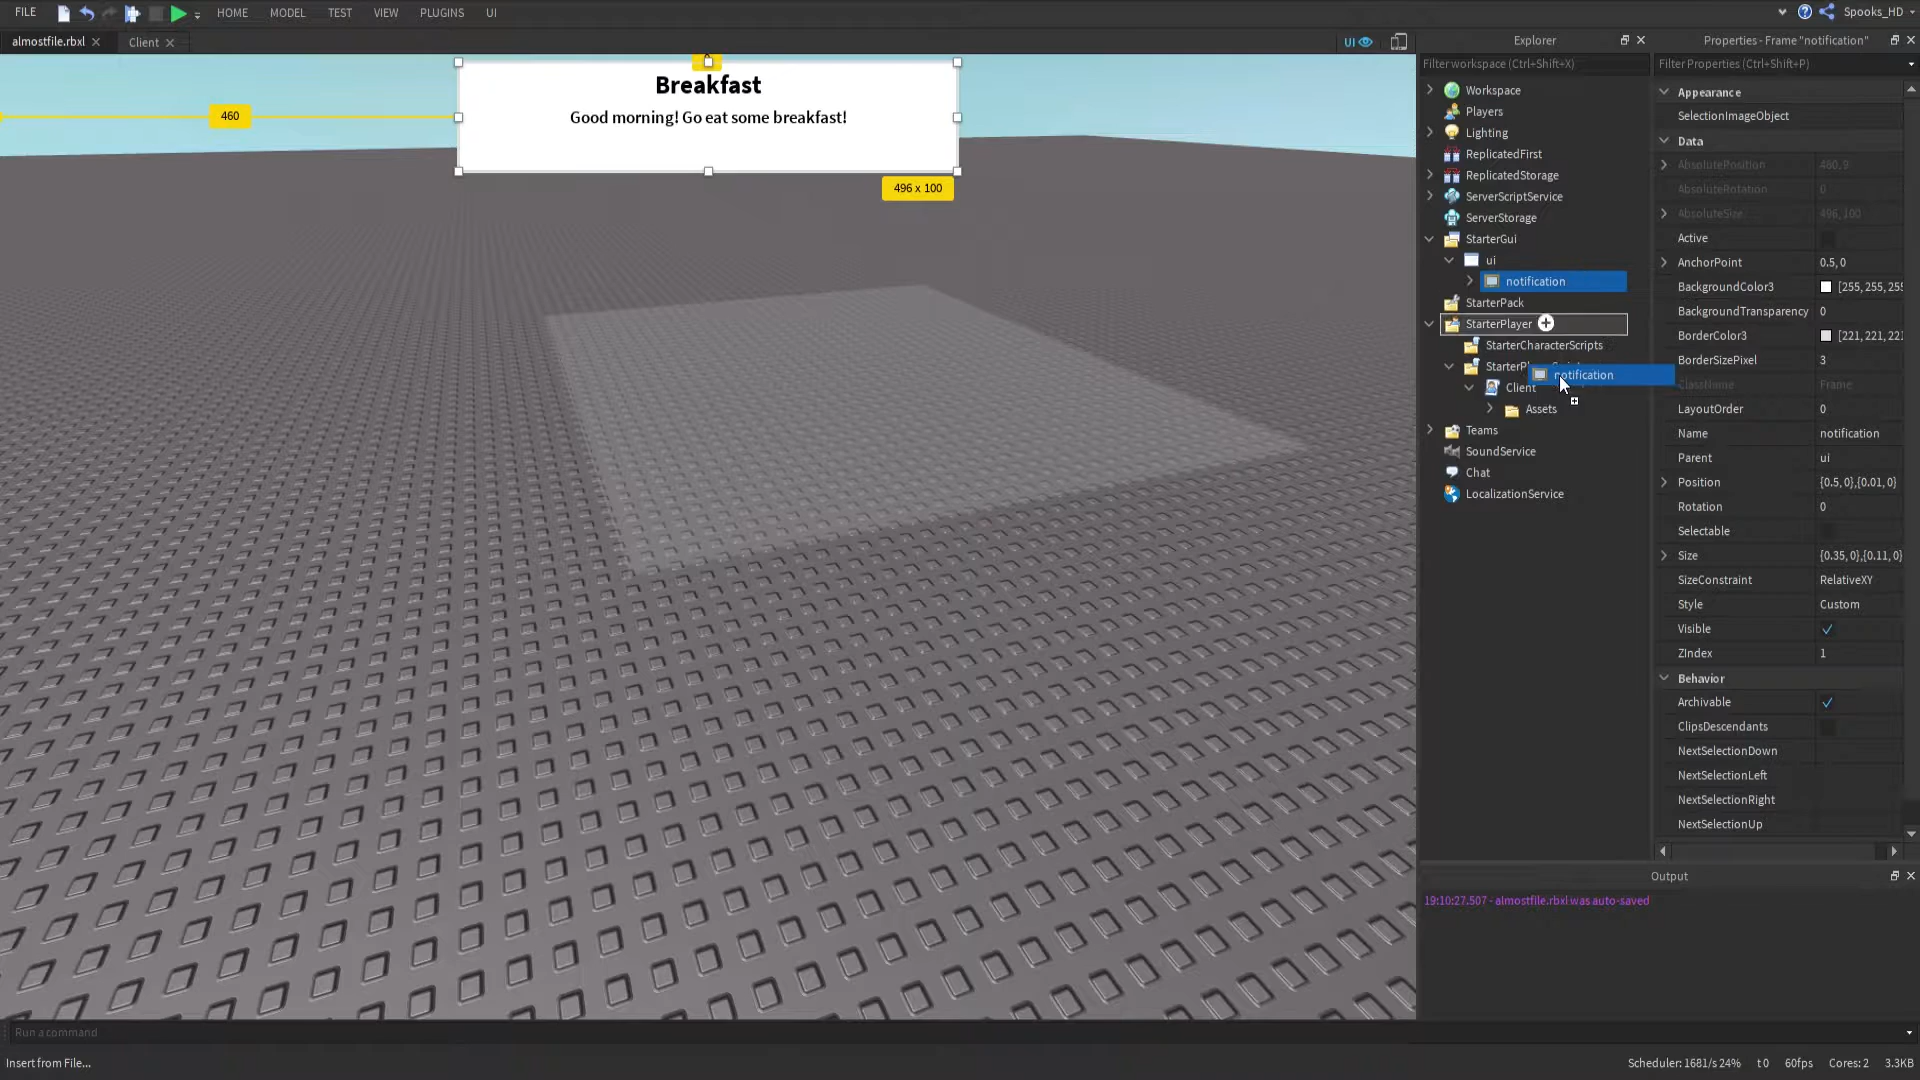 FILE HOME MODEL TEST VIEW PLUGINS UI Spooks_HD
almostfile.rbxl Client UI
Explorer
Filter workspace (Ctrl+Shift+X)
Workspace
Players
Lighting
ReplicatedFirst
ReplicatedStorage
ServerScriptService
ServerStorage
StarterGui
ui
notification
StarterPack
StarterPlayer
StarterCharacterScripts
notification
Client
Assets
Teams
SoundService
Chat
LocalizationService
Properties - Frame "notification"
Filter Properties (Ctrl+Shift+P)
Appearance
SelectionImageObject
Data
AbsolutePosition 460, 9
AbsoluteRotation 0
AbsoluteSize 496, 100
Active
AnchorPoint 0.5, 0
BackgroundColor3 [255, 255, 255
BackgroundTransparency 0
BorderColor3 [221, 221, 221
BorderSizePixel 3
ClassName Frame
LayoutOrder 0
Name notification
Parent ui
Position {0.5, 0},{0.01, 0}
Rotation 0
Selectable
Size {0.35, 0},{0.11, 0}
SizeConstraint RelativeXY
Style Custom
Visible
ZIndex 1
Behavior
Archivable
ClipsDescendants
NextSelectionDown
NextSelectionLeft
NextSelectionRight
NextSelectionUp
Breakfast
Good morning! Go eat some breakfast!
460
496 x 100
Output
19:10:27.507 - almostfile.rbxl was auto-saved
Run a command
Insert from File...
Scheduler: 1681/s 24% t 0 60fps Cores: 2 3.3KB